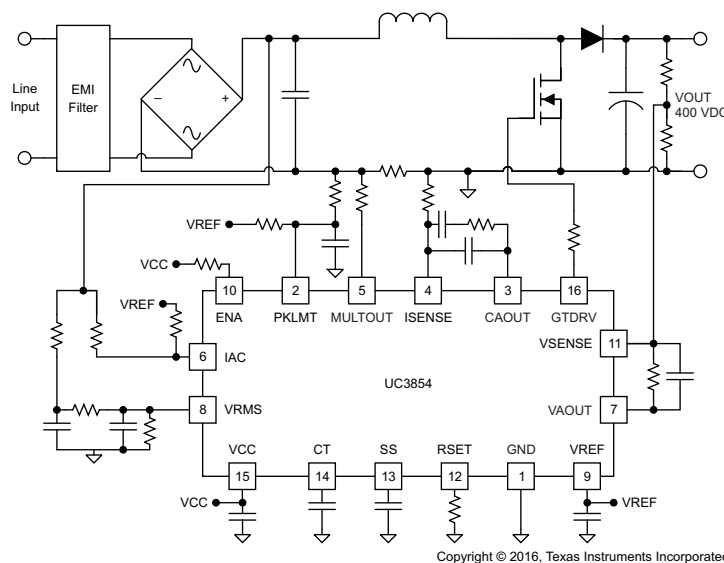 Line
Input
EMI
Filter
−
+
VOUT
400 VDC
VREF
VCC
VREF
10
2
5
4
3
16
ENA
PKLMT
MULTOUT
ISENSE
CAOUT
GTDRV
VSENSE
11
6
IAC
UC3854
8
VRMS
VAOUT
7
VCC
CT
SS
RSET
GND
VREF
15
14
13
12
1
9
VCC
VREF
Copyright © 2016, Texas Instruments Incorporated